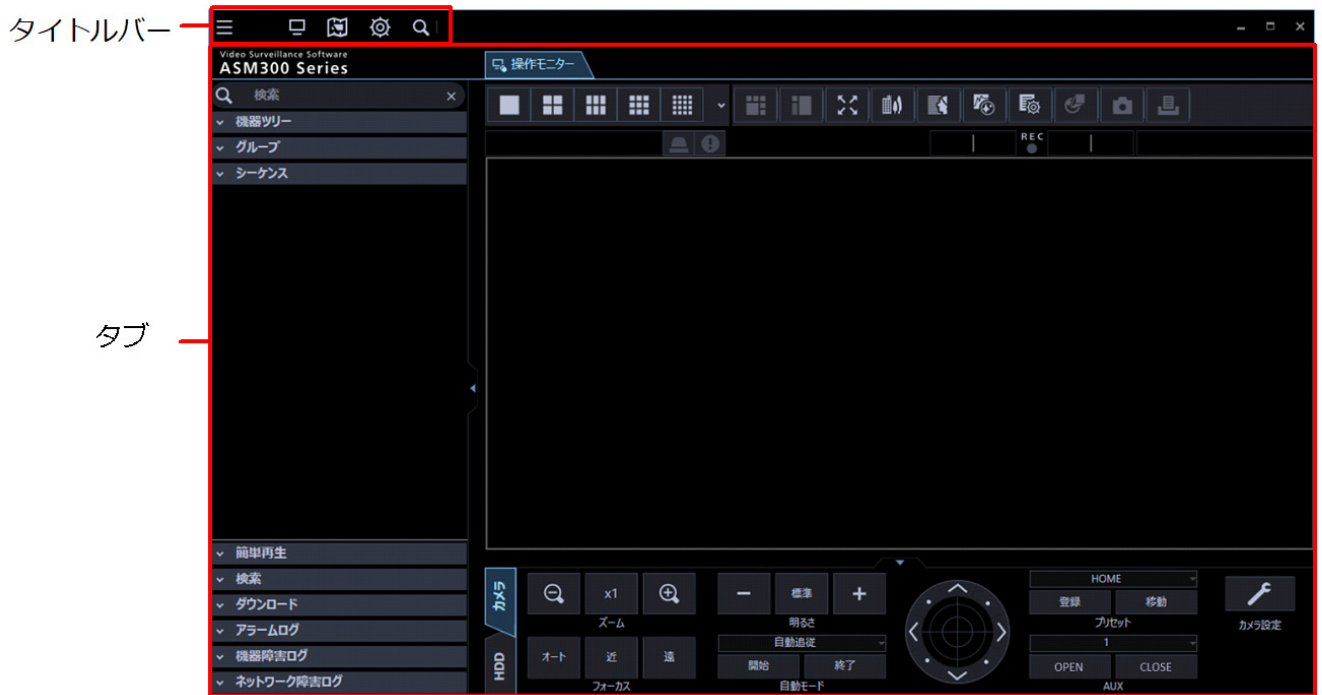 タイトルバー
Video Surveillance Software
ASM300 Series
操作モニター
検索
機器ツリー
グループ
シーケンス
REC
タブ
簡単再生
検索
ダウンロード
アラームログ
機器障害ログ
ネットワーク障害ログ
カメラ
HDD
x1
ズーム
オート
近
遠
フォーカス
標準
明るさ
自動追従
開始
終了
自動モード
HOME
登録
移動
プリセット
1
OPEN
CLOSE
AUX
カメラ設定